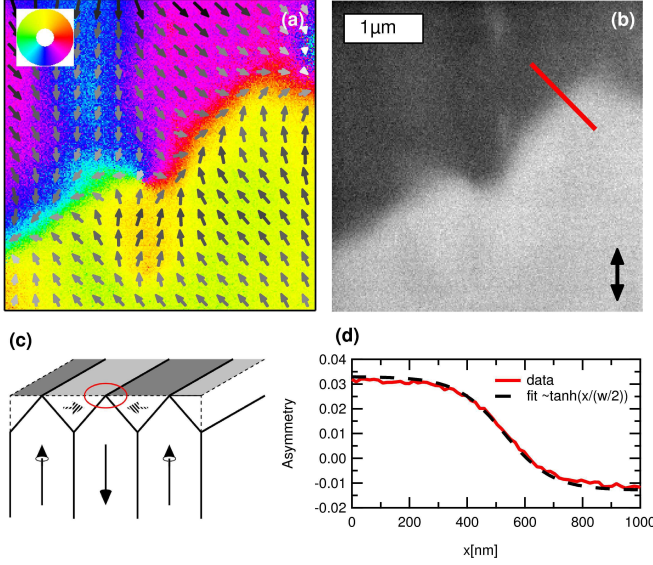 (a)
(b)
1µm
(c)
(d)
0.04
0.03
0.02
0.01
0.00
-0.01
-0.01
Asymmetry
data
fit ~tanh(x/(w/2))
0
200
400
600
800
1000
x[nm]